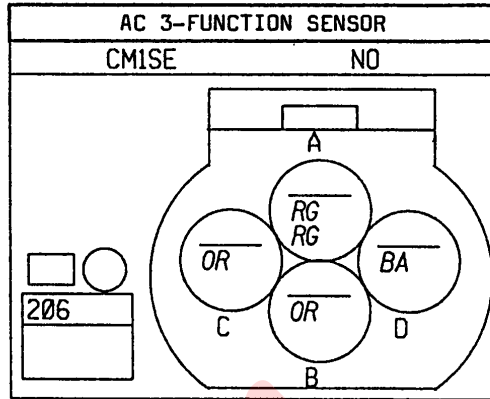 AC 3-FUNCTION SENSOR
CM1SE NO
A
RG
RG
OR
BA
OR
206
C
D
B